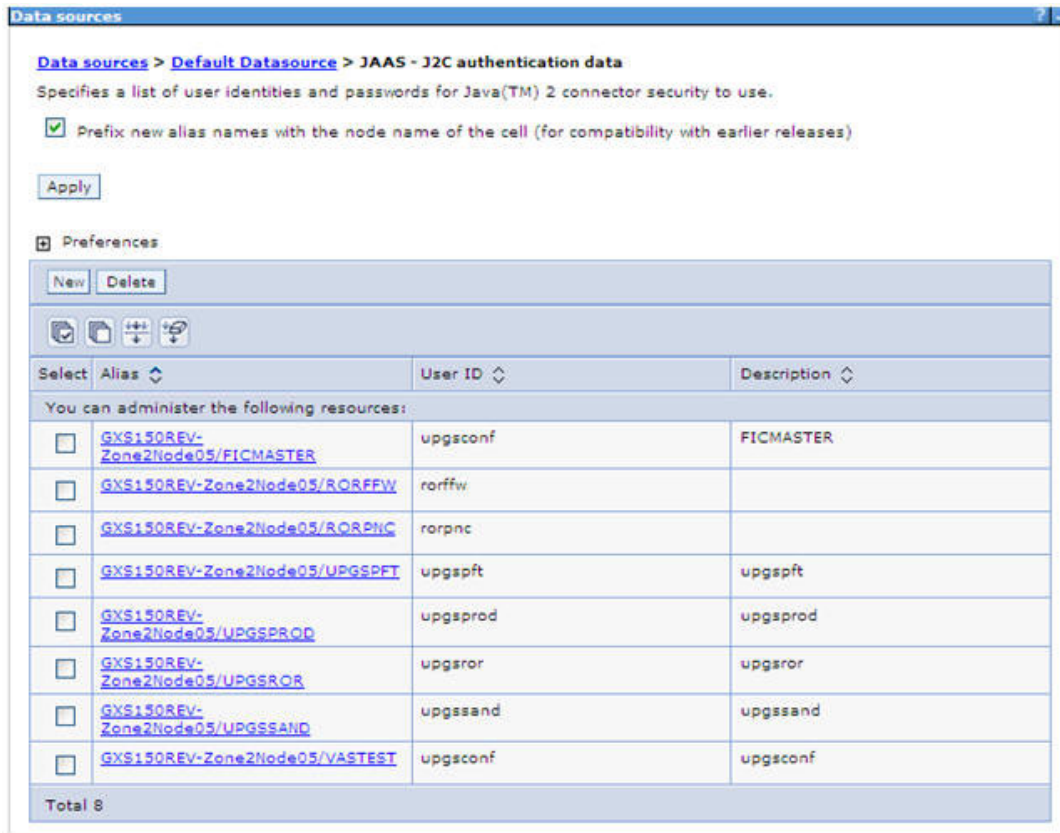 Data sources
?
Data sources > Default Datasource > JAAS - J2C authentication data
Specifies a list of user identities and passwords for Java(TM) 2 connector security to use.
Prefix new alias names with the node name of the cell (for compatibility with earlier releases)
Apply
Preferences
New Delete
Select Alias User ID Description
You can administer the following resources:
GXS150REV-
Zone2Node05/FICMASTER upgsconf FICMASTER
GXS150REV-Zone2Node05/RORFFW rorffw
GXS150REV-Zone2Node05/RORPNC rorpnc
GXS150REV-Zone2Node05/UPGSPFT upgspft upgspft
GXS150REV-
Zone2Node05/UPGSPROD upgsprod upgsprod
GXS150REV-
Zone2Node05/UPGSROR upgsror upgsror
GXS150REV-
Zone2Node05/UPGSSAND upgssand upgssand
GXS150REV-Zone2Node05/VASTEST upgsconf upgsconf
Total 8